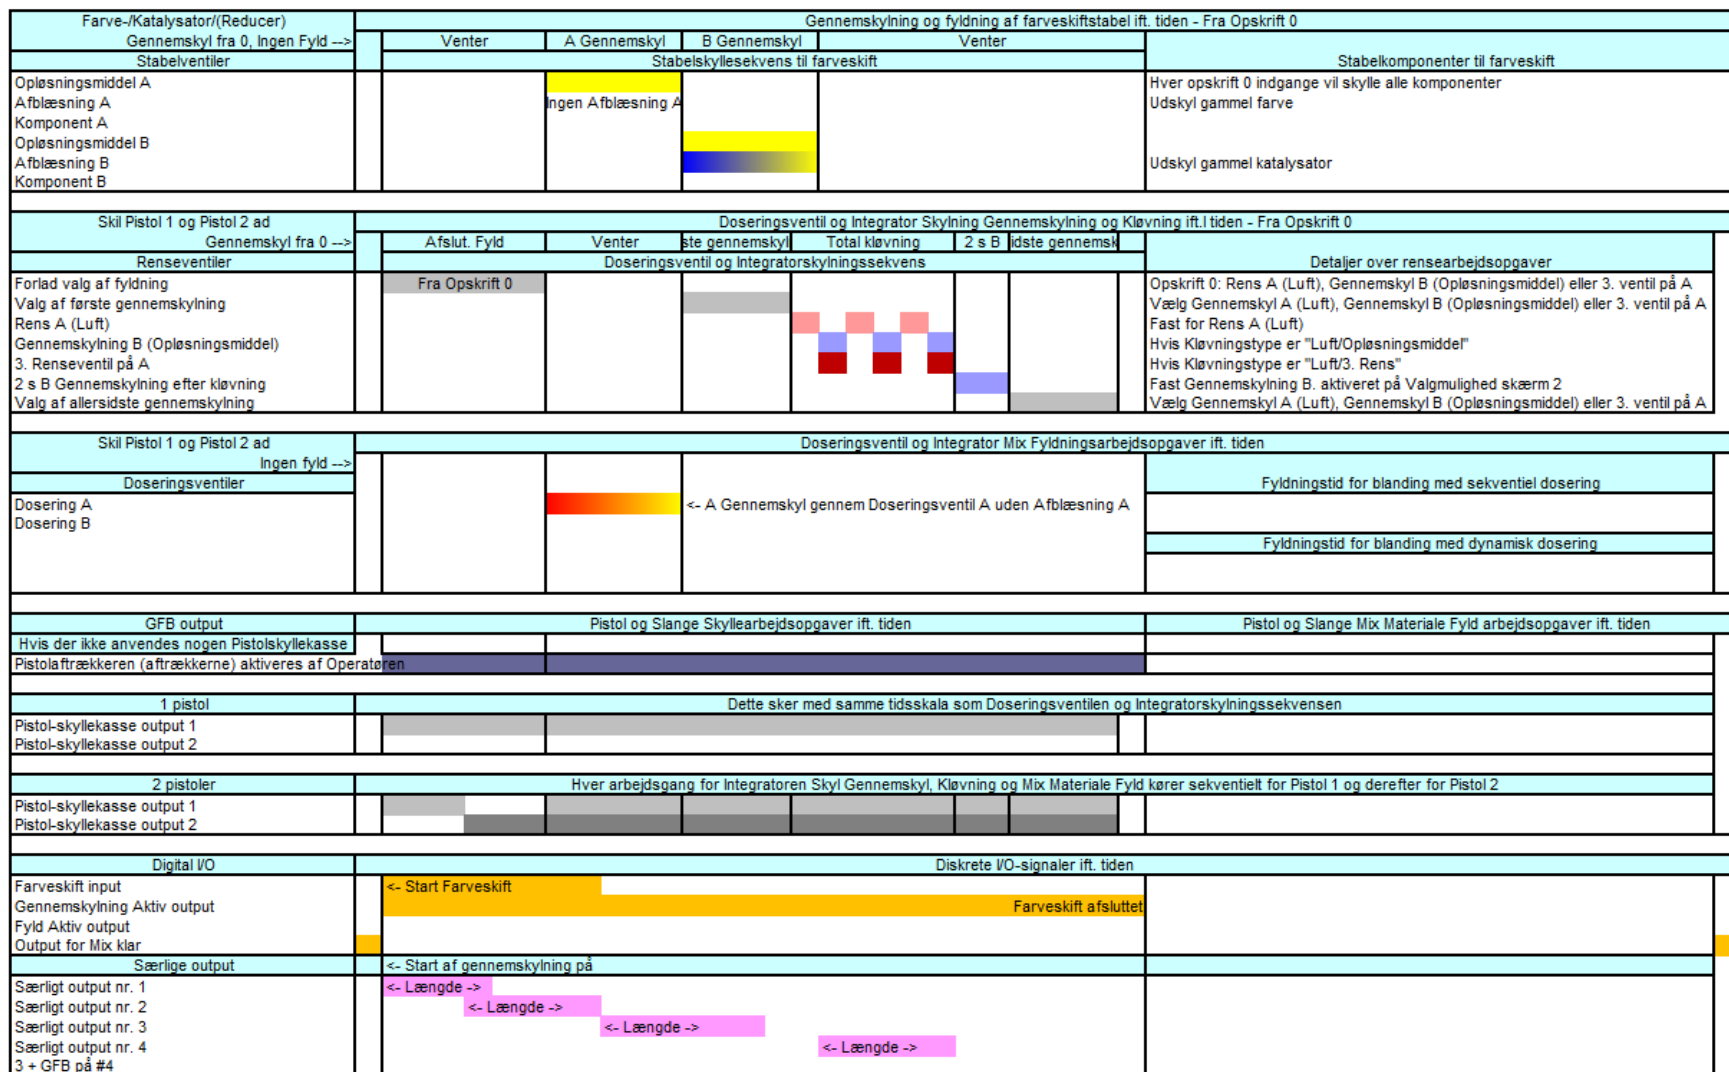 Farve-/Katalysator/(Reducer)
Gennemskylning og fyldning af farveskiftstabel ift. tiden - Fra Opskrift 0
Gennemskyl fra 0, Ingen Fyld -->
Venter
A Gennemskyl
B Gennemskyl
Venter
Stabelventiler
Stabelskyllesekvens til farveskift
Stabelkomponenter til farveskift
Opløsningsmiddel A
Hver opskrift 0 indgange vil skylle alle komponenter
Afblæsning A
Ingen Afblæsning A
Udskyl gammel farve
Komponent A
Opløsningsmiddel B
Afblæsning B
Udskyl gammel katalysator
Komponent B
Skil Pistol 1 og Pistol 2 ad
Doseringsventil og Integrator Skylning Gennemskylning og Kløvning ift.l tiden - Fra Opskrift 0
Gennemskyl fra 0 -->
Afslut. Fyld
Venter
ste gennemskyl
Total kløvning
2 s B
idste gennemsk
Renseventiler
Doseringsventil og Integratorskylningssekvens
Detaljer over rensearbejdsopgaver
Forlad valg af fyldning
Fra Opskrift 0
Opskrift 0: Rens A (Luft), Gennemskyl B (Opløsningsmiddel) eller 3. ventil på A
Valg af første gennemskylning
Vælg Gennemskyl A (Luft), Gennemskyl B (Opløsningsmiddel) eller 3. ventil på A
Rens A (Luft)
Fast for Rens A (Luft)
Gennemskylning B (Opløsningsmiddel)
Hvis Kløvningstype er "Luft/Opløsningsmiddel"
3. Renseventil på A
Hvis Kløvningstype er "Luft/3. Rens"
2 s B Gennemskylning efter kløvning
Fast Gennemskylning B. aktiveret på Valgmulighed skærm 2
Valg af allersidste gennemskylning
Vælg Gennemskyl A (Luft), Gennemskyl B (Opløsningsmiddel) eller 3. ventil på A
Skil Pistol 1 og Pistol 2 ad
Doseringsventil og Integrator Mix Fyldningsarbejdsopgaver ift. tiden
Ingen fyld -->
Doseringsventiler
Fyldningstid for blanding med sekventiel dosering
Dosering A
<- A Gennemskyl gennem Doseringsventil A uden Afblæsning A
Dosering B
Fyldningstid for blanding med dynamisk dosering
GFB output
Pistol og Slange Skyllearbejdsopgaver ift. tiden
Pistol og Slange Mix Materiale Fyld arbejdsopgaver ift. tiden
Hvis der ikke anvendes nogen Pistolskyllekasse
Pistolaftrækkeren (aftrækkerne) aktiveres af Operatøren
1 pistol
Dette sker med samme tidsskala som Doseringsventilen og Integratorskylningssekvensen
Pistol-skyllekasse output 1
Pistol-skyllekasse output 2
2 pistoler
Hver arbejdsgang for Integratoren Skyl Gennemskyl, Kløvning og Mix Materiale Fyld kører sekventielt for Pistol 1 og derefter for Pistol 2
Pistol-skyllekasse output 1
Pistol-skyllekasse output 2
Digital I/O
Diskrete I/O-signaler ift. tiden
Farveskift input
<- Start Farveskift
Gennemskylning Aktiv output
Farveskift afsluttet
Fyld Aktiv output
Output for Mix klar
Særlige output
<- Start af gennemskylning på
Særligt output nr. 1
<- Længde ->
Særligt output nr. 2
<- Længde ->
Særligt output nr. 3
<- Længde ->
Særligt output nr. 4
<- Længde ->
3 + GFB på #4